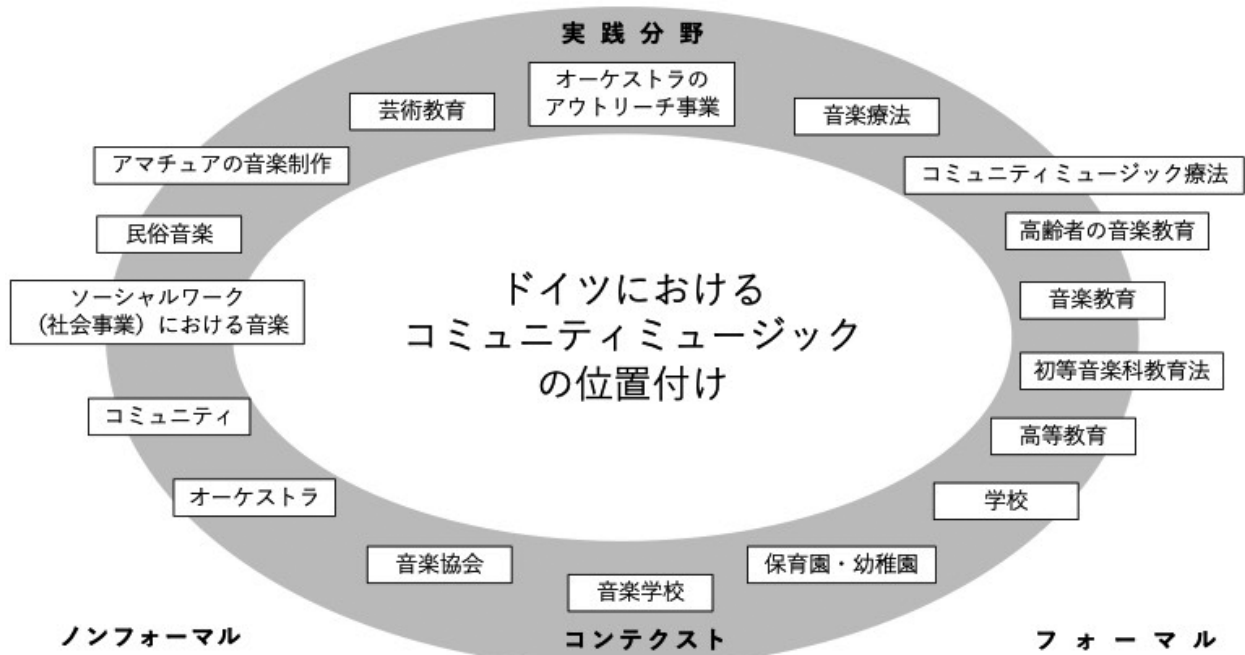 実践分野
オーケストラの
アウトリーチ事業
芸術教育
音楽療法
アマチュアの音楽制作
コミュニティミュージック療法
民俗音楽
高齢者の音楽教育
ソーシャルワーク
（社会事業）における音楽
ドイツにおける
コミュニティミュージック
の位置付け
音楽教育
初等音楽科教育法
コミュニティ
高等教育
オーケストラ
学校
音楽協会
保育園・幼稚園
音楽学校
ノンフォーマル
コンテクスト
フォーマル